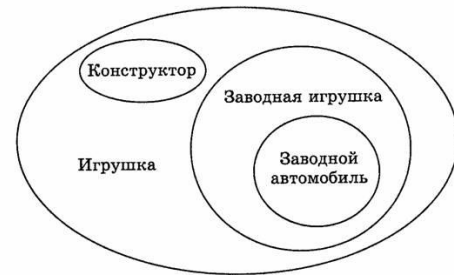 Конструктор
Заводная игрушка
Игрушка
Заводной
автомобиль